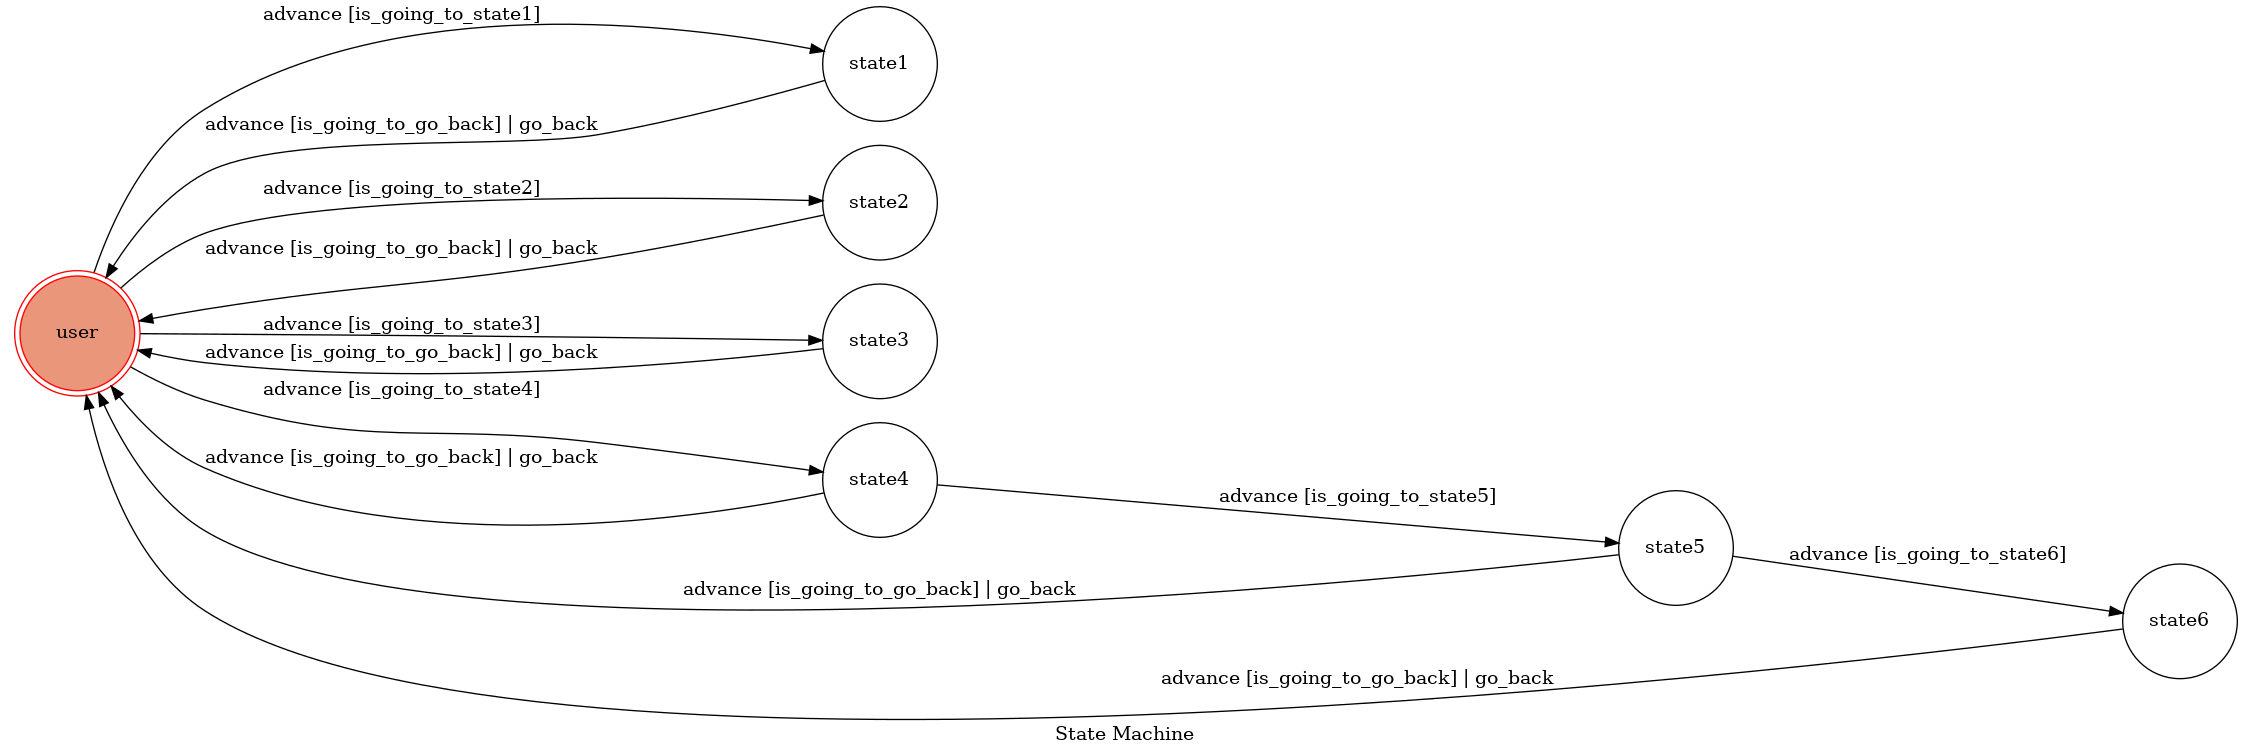 advance [is_going_to_state1]
state1
advance [is_going_to_go_back] | go_back
advance [is_going_to_state2]
state2
advance [is_going_to_go_back] | go_back
user
advance [is_going_to_state3]
state3
advance [is_going_to_go_back] | go_back
advance [is_going_to_state4]
advance [is_going_to_go_back] | go_back
state4
advance [is_going_to_state5]
state5
advance [is_going_to_state6]
advance [is_going_to_go_back] | go_back
state6
advance [is_going_to_go_back] | go_back
State Machine